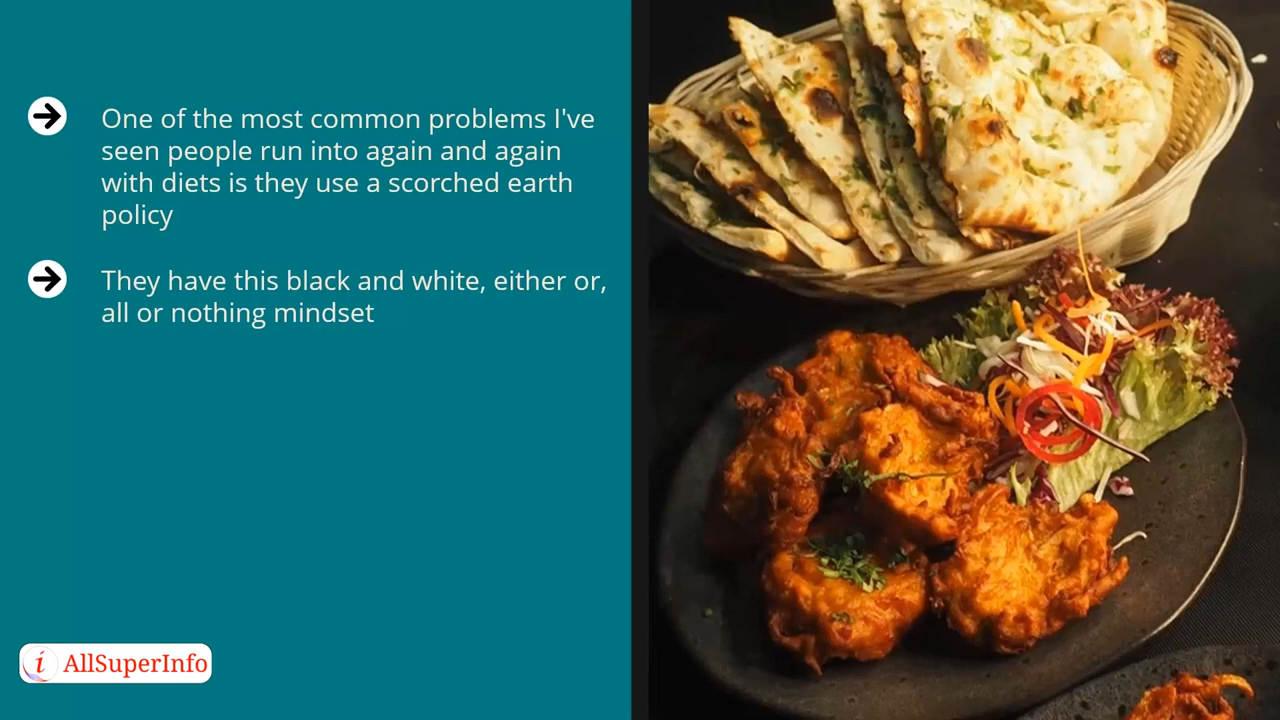 One of the most common problems I've
seen people run into again and again
with diets is they use a scorched earth
policy
They have this black and white, either or,
all or nothing mindset
i AllSuperInfo